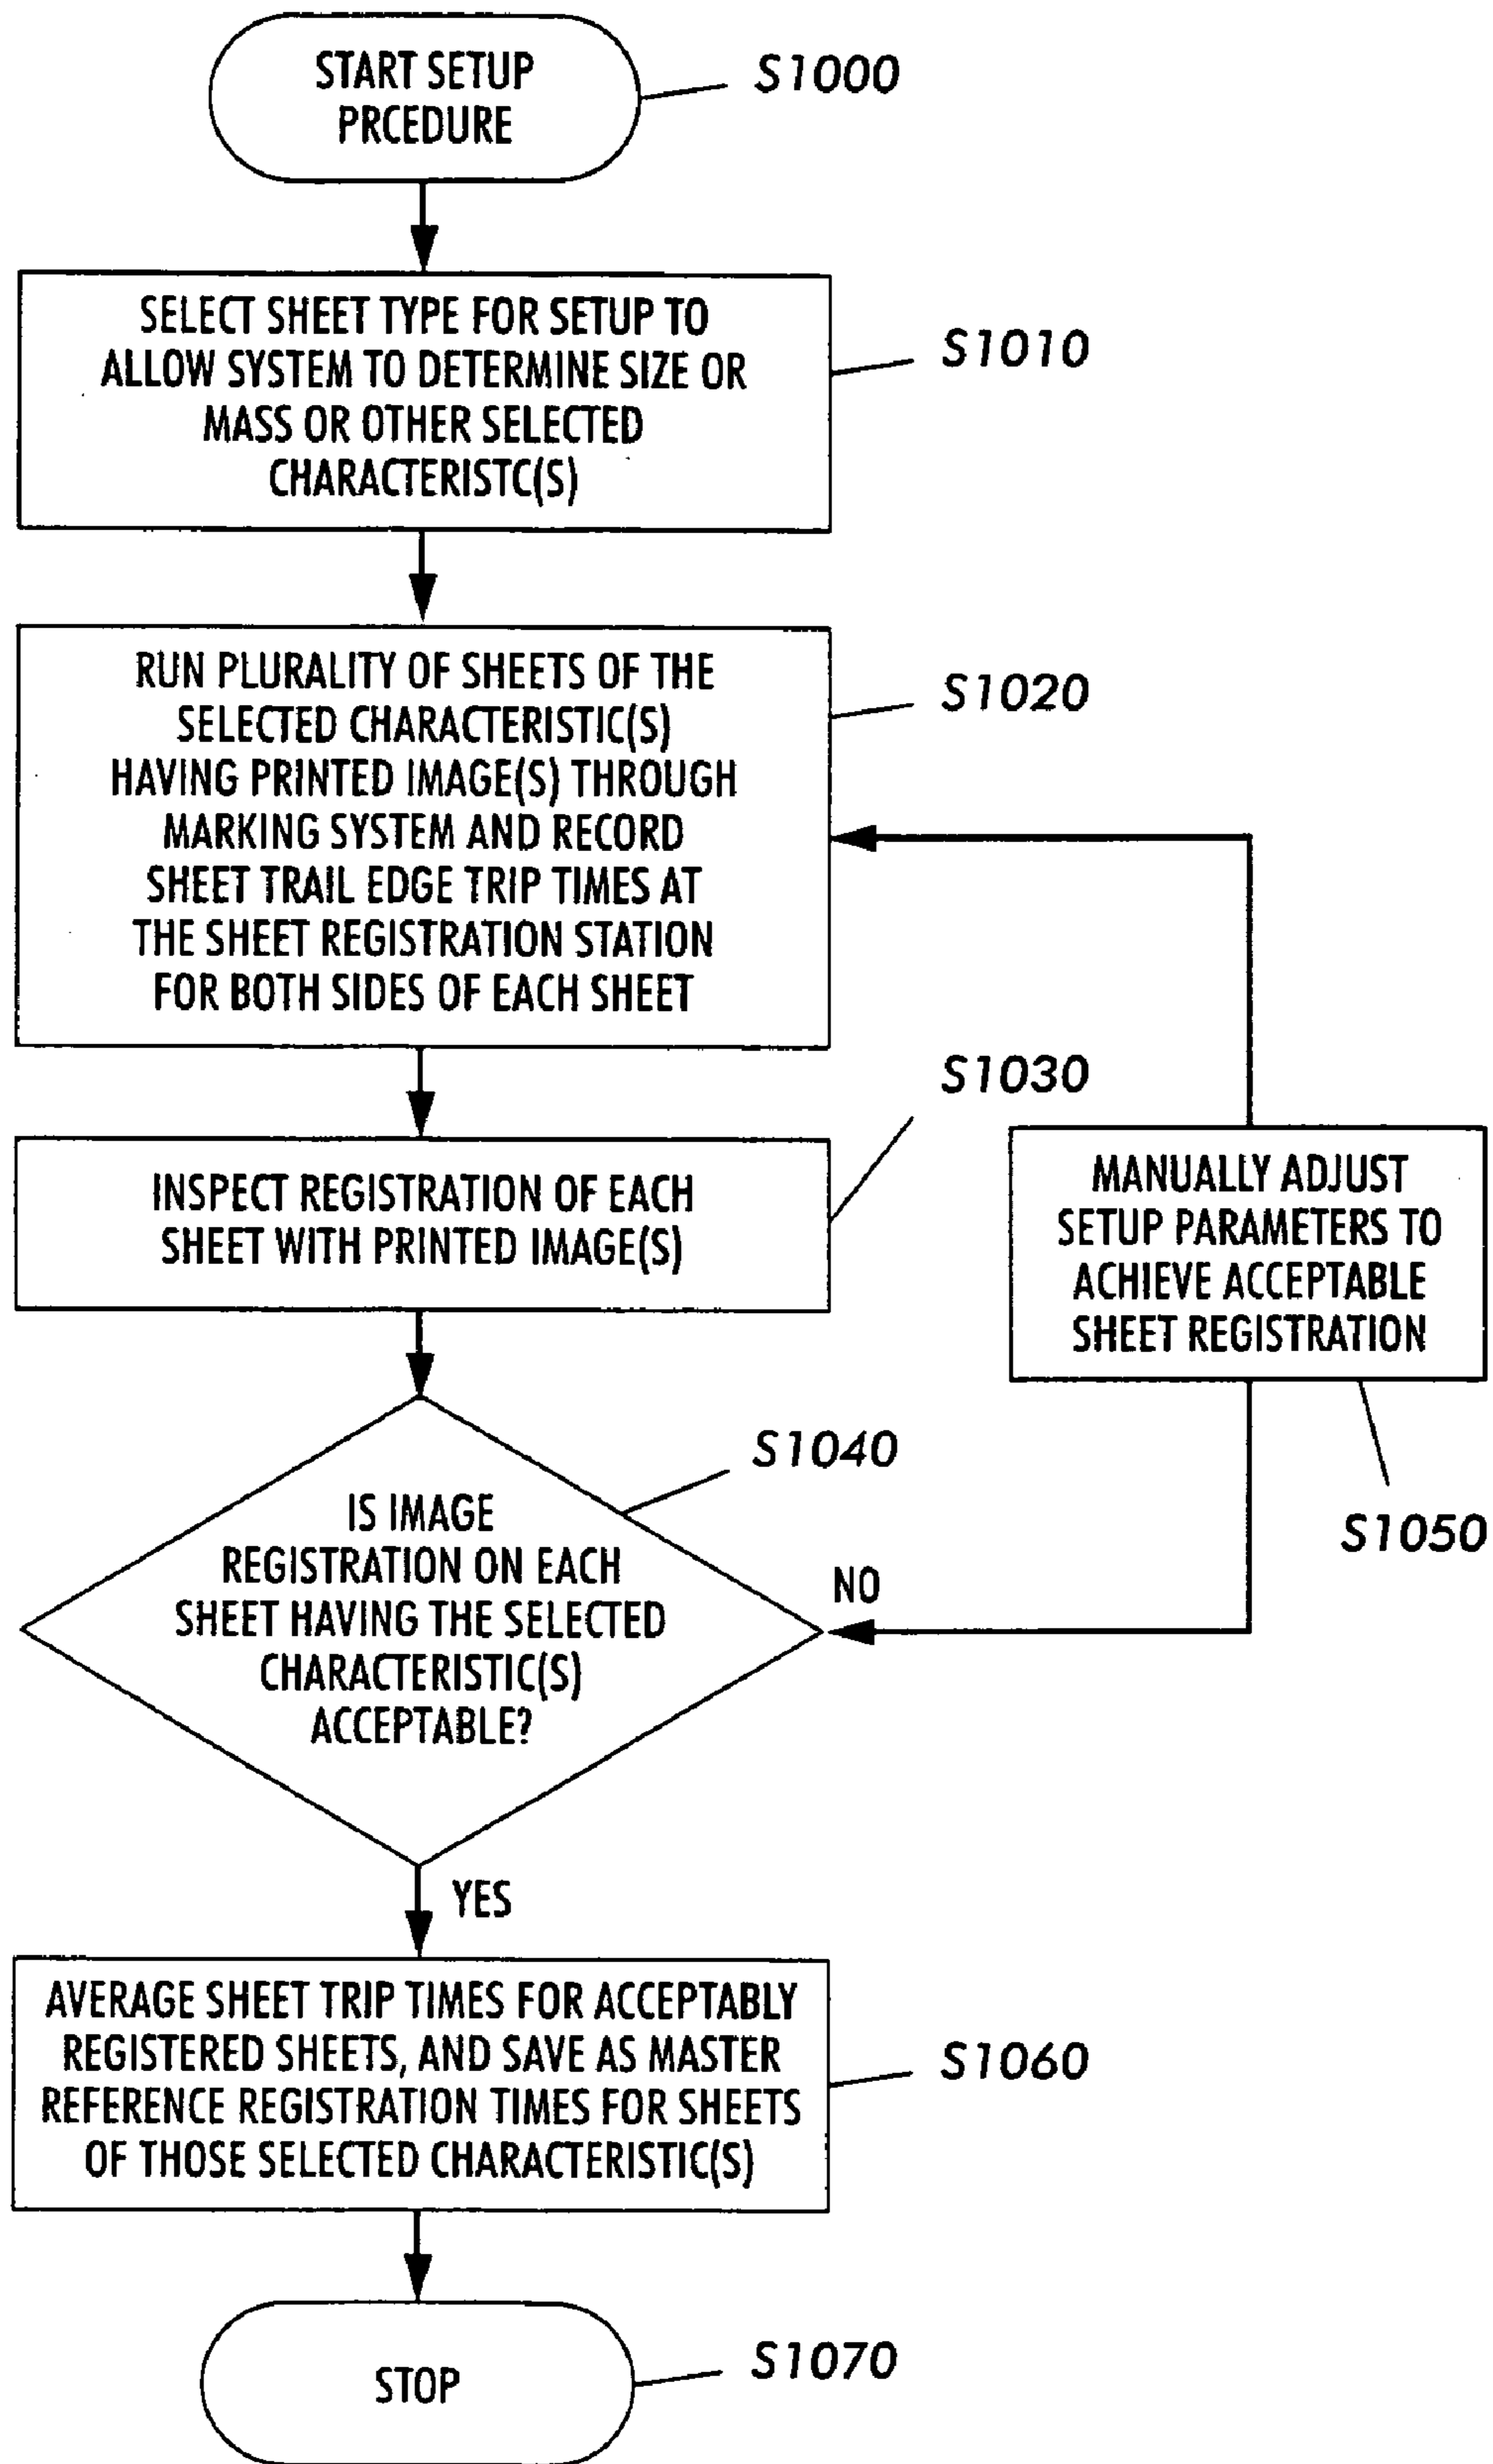 START SETUP
PRCEDURE
S1000
SELECT SHEET TYPE FOR SETUP TO
ALLOW SYSTEM TO DETERMINE SIZE OR
MASS OR OTHER SELECTED
CHARACTERISTC(S)
S1010
RUN PLURALITY OF SHEETS OF THE
SELECTED CHARACTERISTIC(S)
HAVING PRINTED IMAGE(S) THROUGH
MARKING SYSTEM AND RECORD
SHEET TRAIL EDGE TRIP TIMES AT
THE SHEET REGISTRATION STATION
FOR BOTH SIDES OF EACH SHEET
S1020
INSPECT REGISTRATION OF EACH
SHEET WITH PRINTED IMAGE(S)
S1030
MANUALLY ADJUST
SETUP PARAMETERS TO
ACHIEVE ACCEPTABLE
SHEET REGISTRATION
S1050
IS IMAGE
REGISTRATION ON EACH
SHEET HAVING THE SELECTED
CHARACTERISTIC(S)
ACCEPTABLE?
S1040
NO
YES
AVERAGE SHEET TRIP TIMES FOR ACCEPTABLY
REGISTERED SHEETS, AND SAVE AS MASTER
REFERENCE REGISTRATION TIMES FOR SHEETS
OF THOSE SELECTED CHARACTERISTIC(S)
S1060
STOP
S1070